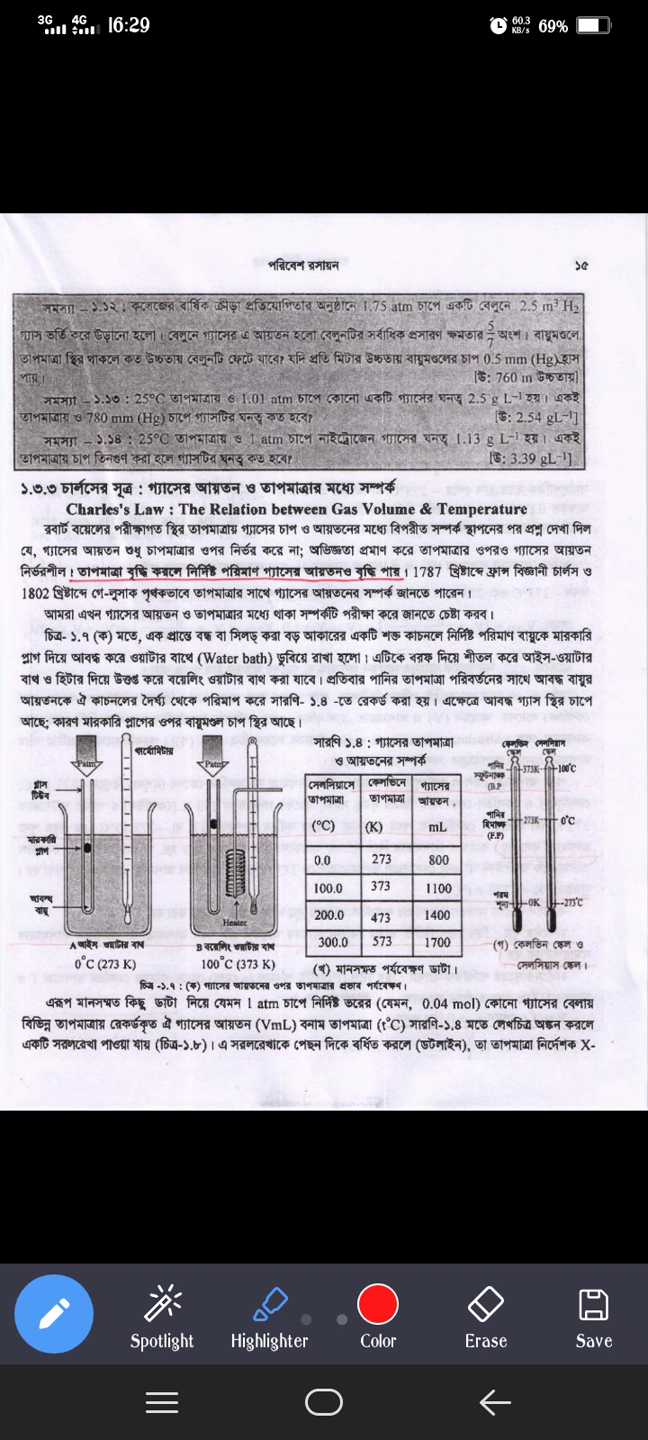 3G 4G 16:29
60.3 KB/s 69%
পরিবেশ রসায়ন ১৫
সমস্যা – ১.১২ : কলেজের বার্ষিক ক্রীড়া প্রতিযোগিতার অনুষ্ঠানে 1.75 atm চাপে একটি বেলুনে 2.5 m³ H₂
গ্যাস ভর্তি করে উড়ানো হলো। বেলুনে গ্যাসের এ আয়তন হলো বেলুনটির সর্বাধিক প্রসারণ ক্ষমতার 5/7 অংশ। বায়ুমণ্ডলে
তাপমাত্রা স্থির থাকলে কত উচ্চতায় বেলুনটি ফেটে যাবে? যদি প্রতি মিটার উচ্চতায় বায়ুমণ্ডলের চাপ 0.5 mm (Hg) হ্রাস
পায়। [উ: 760 m উচ্চতায়]
সমস্যা – ১.১৩ : 25°C তাপমাত্রায় ও 1.01 atm চাপে কোনো একটি গ্যাসের ঘনত্ব 2.5 g L⁻¹ হয়। একই
তাপমাত্রায় ও 780 mm (Hg) চাপে গ্যাসটির ঘনত্ব কত হবে? [উ: 2.54 gL⁻¹]
সমস্যা – ১.১৪ : 25°C তাপমাত্রায় ও 1 atm চাপে নাইট্রোজেন গ্যাসের ঘনত্ব 1.13 g L⁻¹ হয়। একই
তাপমাত্রায় চাপ তিনগুণ করা হলে গ্যাসটির ঘনত্ব কত হবে? [উ: 3.39 gL⁻¹]
১.৩.৩ চার্লসের সূত্র : গ্যাসের আয়তন ও তাপমাত্রার মধ্যে সম্পর্ক
Charles's Law : The Relation between Gas Volume & Temperature
রবার্ট বয়েলের পরীক্ষাগত স্থির তাপমাত্রায় গ্যাসের চাপ ও আয়তনের মধ্যে বিপরীত সম্পর্ক স্থাপনের পর প্রশ্ন দেখা দিল
যে, গ্যাসের আয়তন শুধু চাপমাত্রার ওপর নির্ভর করে না; অভিজ্ঞতা প্রমাণ করে তাপমাত্রার ওপরও গ্যাসের আয়তন
নির্ভরশীল। তাপমাত্রা বৃদ্ধি করলে নির্দিষ্ট পরিমাণ গ্যাসের আয়তনও বৃদ্ধি পায়। 1787 খ্রিষ্টাব্দে ফ্রান্স বিজ্ঞানী চার্লস ও
1802 খ্রিষ্টাব্দে গে-লুসাক পৃথকভাবে তাপমাত্রার সাথে গ্যাসের আয়তনের সম্পর্ক জানতে পারেন।
আমরা এখন গ্যাসের আয়তন ও তাপমাত্রার মধ্যে থাকা সম্পর্কটি পরীক্ষা করে জানতে চেষ্টা করব।
চিত্র- ১.৭ (ক) মতে, এক প্রান্তে বন্ধ বা সিলড্ করা বড় আকারের একটি শক্ত কাচনলে নির্দিষ্ট পরিমাণ বায়ুকে মারকারি
প্লাগ দিয়ে আবদ্ধ করে ওয়াটার বাথে (Water bath) ডুবিয়ে রাখা হলো। এটিকে বরফ দিয়ে শীতল করে আইস-ওয়াটার
বাথ ও হিটার দিয়ে উত্তপ্ত করে বয়েলিং ওয়াটার বাথ করা যাবে। প্রতিবার পানির তাপমাত্রা পরিবর্তনের সাথে আবদ্ধ বায়ুর
আয়তনকে ঐ কাচনলের দৈর্ঘ্য থেকে পরিমাপ করে সারণি- ১.4 -তে রেকর্ড করা হয়। এক্ষেত্রে আবদ্ধ গ্যাস স্থির চাপে
আছে; কারণ মারকারি প্লাগের ওপর বায়ুমণ্ডল চাপ স্থির আছে।
Patm
থার্মোমিটার
গ্লাস
টিউব
মারকারি
প্লাগ
আবদ্ধ
বায়ু
A আইস ওয়াটার বাথ
0°C (273 K)
Patm
Heater
B বয়েলিং ওয়াটার বাথ
100°C (373 K)
সারণি ১.৪ : গ্যাসের তাপমাত্রা
ও আয়তনের সম্পর্ক
সেলসিয়াসে কেলভিনে গ্যাসের
তাপমাত্রা তাপমাত্রা আয়তন
(°C) (K) mL
0.0 273 800
100.0 373 1100
200.0 473 1400
300.0 573 1700
(খ) মানসম্মত পর্যবেক্ষণ ডাটা।
কেলভিন সেলসিয়াস
স্কেল স্কেল
পানির
স্ফুটনাঙ্ক
(B.P
373K 100°C
পানির
হিমাঙ্ক
(F.P)
273K 0°C
পরম
শূন্য
0K -273°C
(গ) কেলভিন স্কেল ও
সেলসিয়াস স্কেল।
চিত্র -১.৭ : (ক) গ্যাসের আয়তনের ওপর তাপমাত্রার প্রভাব পর্যবেক্ষণ।
এরূপ মানসম্মত কিছু ডাটা নিয়ে যেমন 1 atm চাপে নির্দিষ্ট ভরের (যেমন, 0.04 mol) কোনো গ্যাসের বেলায়
বিভিন্ন তাপমাত্রায় রেকর্ডকৃত ঐ গ্যাসের আয়তন (VmL) বনাম তাপমাত্রা (t°C) সারণি-১.৪ মতে লেখচিত্র অঙ্কন করলে
একটি সরলরেখা পাওয়া যায় (চিত্র-১.৮)। এ সরলরেখাকে পেছন দিকে বর্ধিত করলে (ডটলাইন), তা তাপমাত্রা নির্দেশক X-
Spotlight Highlighter Color Erase Save